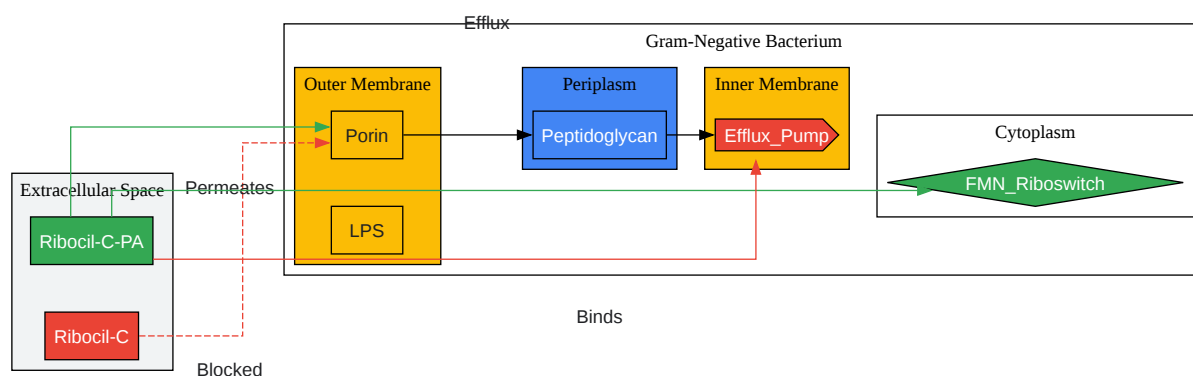 Efflux
Gram-Negative Bacterium
Outer Membrane
Periplasm
Inner Membrane
Porin
Peptidoglycan
Efflux_Pump
Cytoplasm
Extracellular Space
Permeates
FMN_Riboswitch
LPS
Ribocil-C-PA
Binds
Ribocil-C
Blocked